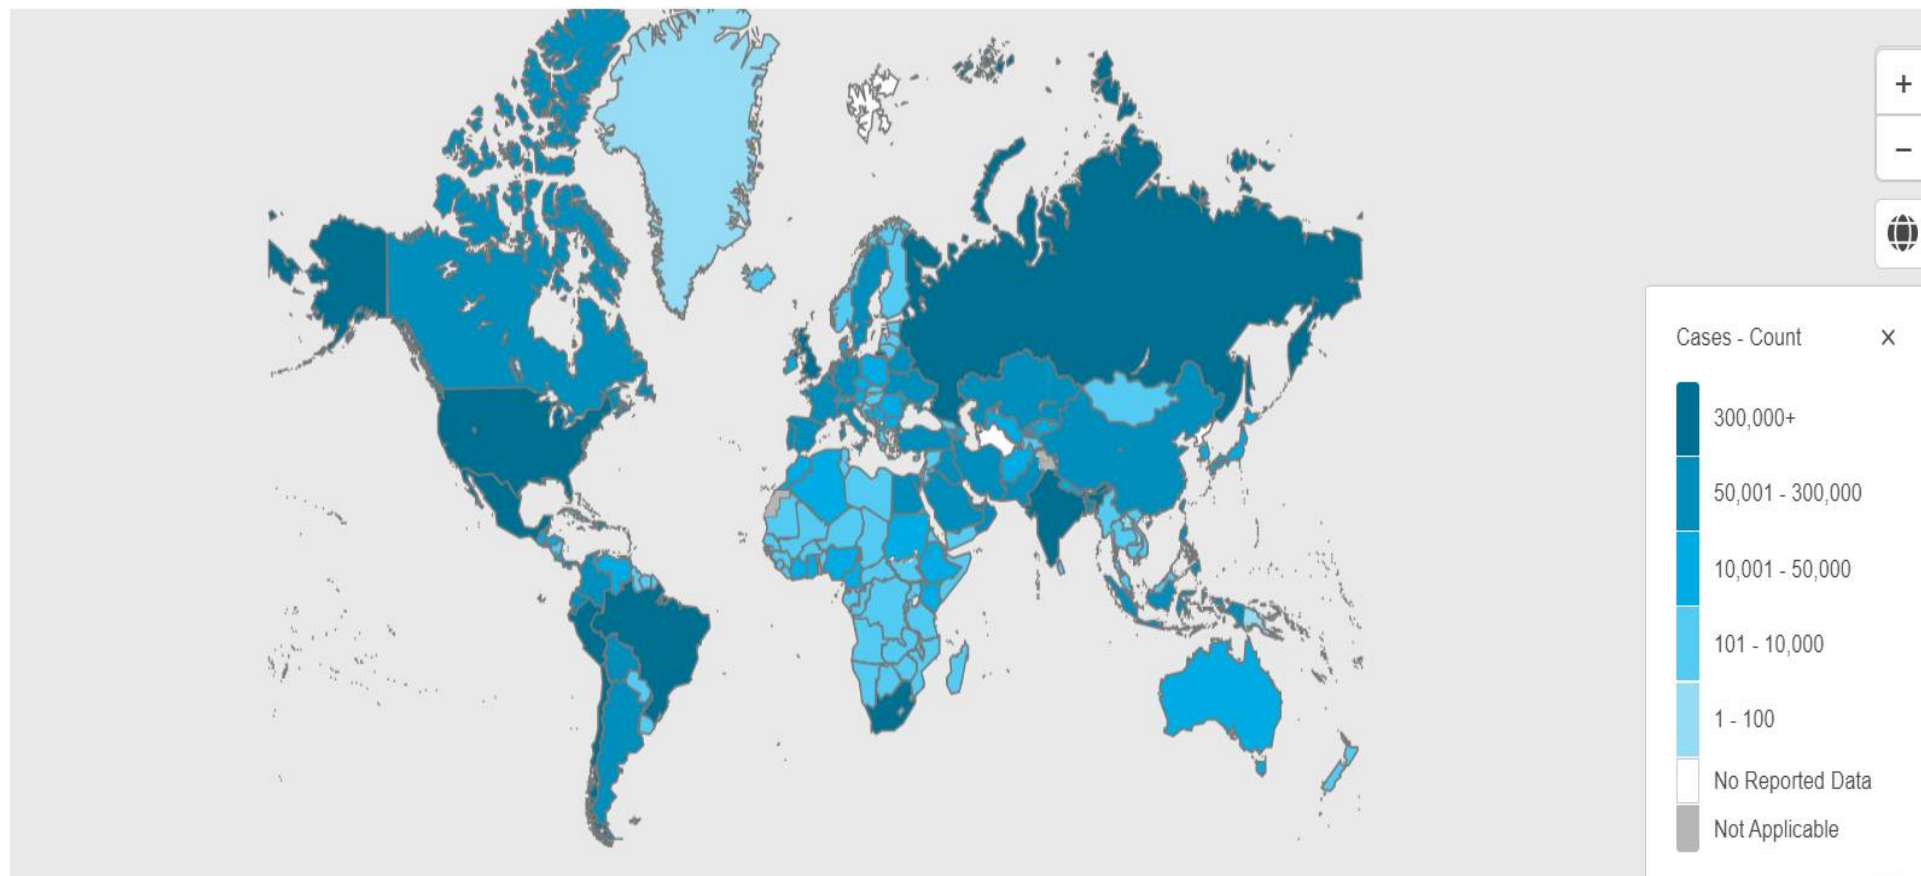 +
−
Cases - Count ×
300,000+
50,001 - 300,000
10,001 - 50,000
101 - 10,000
1 - 100
No Reported Data
Not Applicable